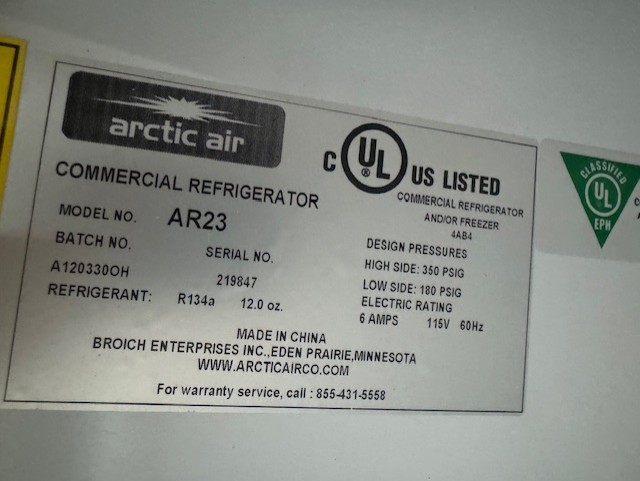 arctic air
COMMERCIAL REFRIGERATOR
MODEL NO. AR23
BATCH NO. SERIAL NO.
A120330OH 219847
REFRIGERANT: R134a 12.0 oz.
C UL ® US LISTED
COMMERCIAL REFRIGERATOR
AND/OR FREEZER
4AB4
DESIGN PRESSURES
HIGH SIDE: 350 PSIG
LOW SIDE: 180 PSIG
ELECTRIC RATING
6 AMPS 115V 60Hz
MADE IN CHINA
BROICH ENTERPRISES INC.,EDEN PRAIRIE,MINNESOTA
WWW.ARCTICAIRCO.COM
For warranty service, call : 855-431-5558
CLASSIFIED
UL
EPH